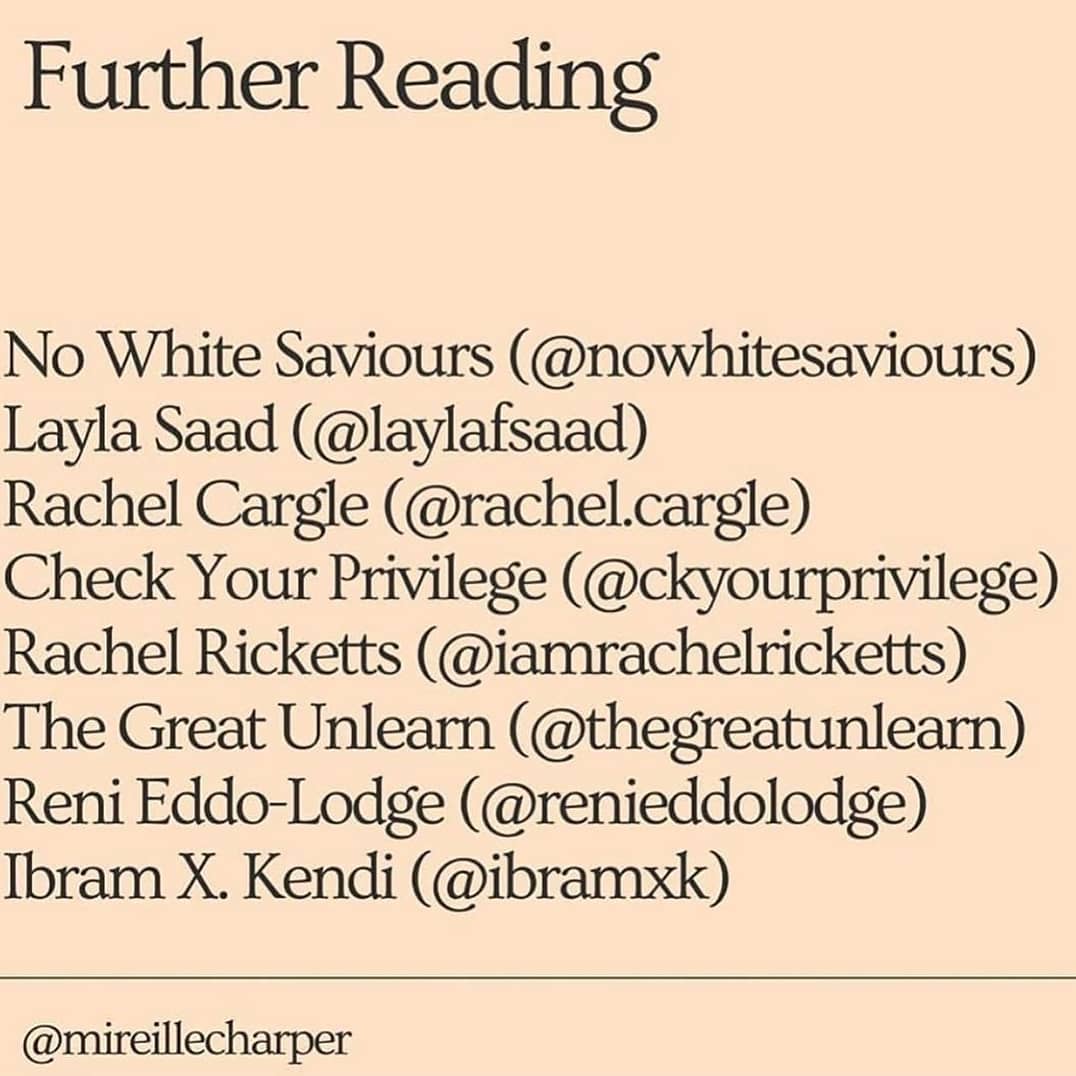 Further Reading
No White Saviours (@nowhitesaviours)
Layla Saad (@laylafsaad)
Rachel Cargle (@rachel.cargle)
Check Your Privilege (@ckyourprivilege)
Rachel Ricketts (@iamrachelricketts)
The Great Unlearn (@thegreatunlearn)
Reni Eddo-Lodge (@renieddolodge)
Ibram X. Kendi (@ibramxk)
@mireillecharper